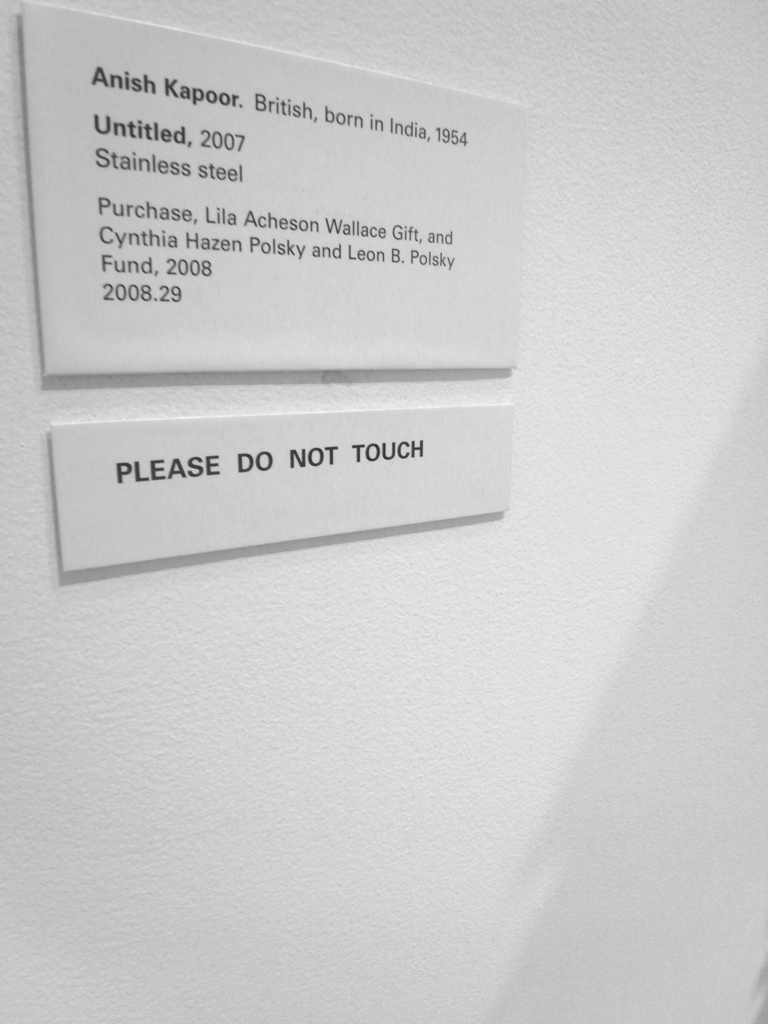 Anish Kapoor. British, born in India, 1954
Untitled, 2007
Stainless steel
Purchase, Lila Acheson Wallace Gift, and
Cynthia Hazen Polsky and Leon B. Polsky
Fund, 2008
2008.29
PLEASE DO NOT TOUCH